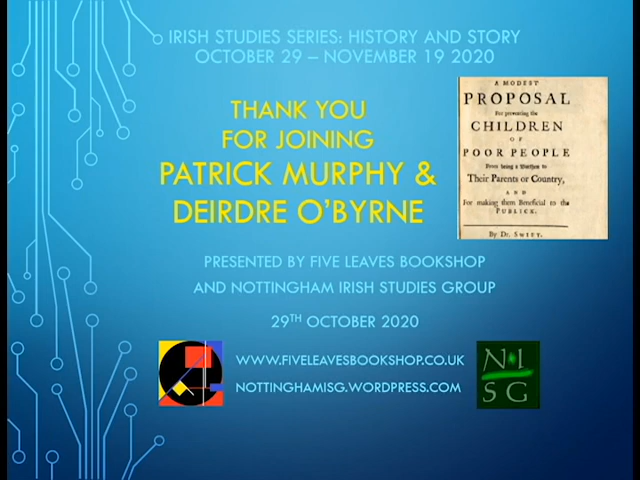 IRISH STUDIES SERIES: HISTORY AND STORY
OCTOBER 29 – NOVEMBER 19 2020
THANK YOU
FOR JOINING
PATRICK MURPHY &
DEIRDRE O'BYRNE
A MODEST
PROPOSAL
For preventing the
CHILDREN
OF
POOR PEOPLE
From being a Burthen to
Their Parents or Country,
AND
For making them Beneficial to the
PUBLICK.
By Dr. SWIFT.
PRESENTED BY FIVE LEAVES BOOKSHOP
AND NOTTINGHAM IRISH STUDIES GROUP
29TH OCTOBER 2020
WWW.FIVELEAVESBOOKSHOP.CO.UK
NOTTINGHAMISG.WORDPRESS.COM
N I
S G